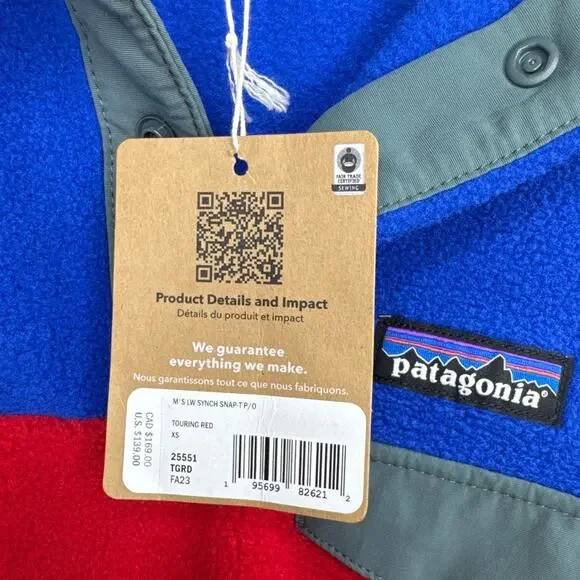 FAIR TRADE
CERTIFIED
SEWING
Product Details and Impact
Détails du produit et impact
We guarantee
everything we make.
Nous garantissons tout ce que nous fabriquons.
CAD $169.00
U.S. $139.00
M'S LW SYNCH SNAP-T P/O
TOURING RED
XS
25551
TGRD
FA23
1 95699 82621 2
patagonia®